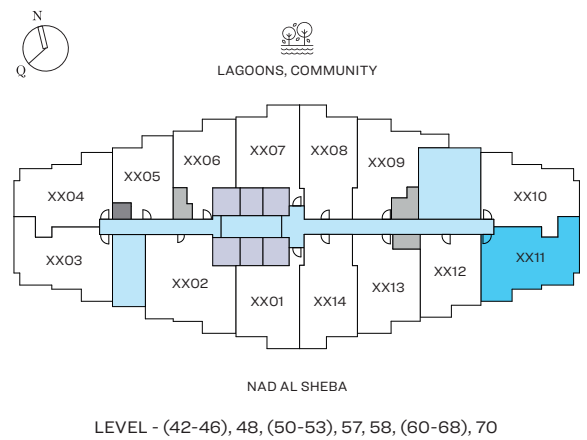 N
Q
LAGOONS, COMMUNITY
XX07 XX08
XX06 XX09
XX05
XX04 XX10
XX03 XX11
XX02 XX12
XX01 XX14 XX13
NAD AL SHEBA
LEVEL - (42-46), 48, (50-53), 57, 58, (60-68), 70